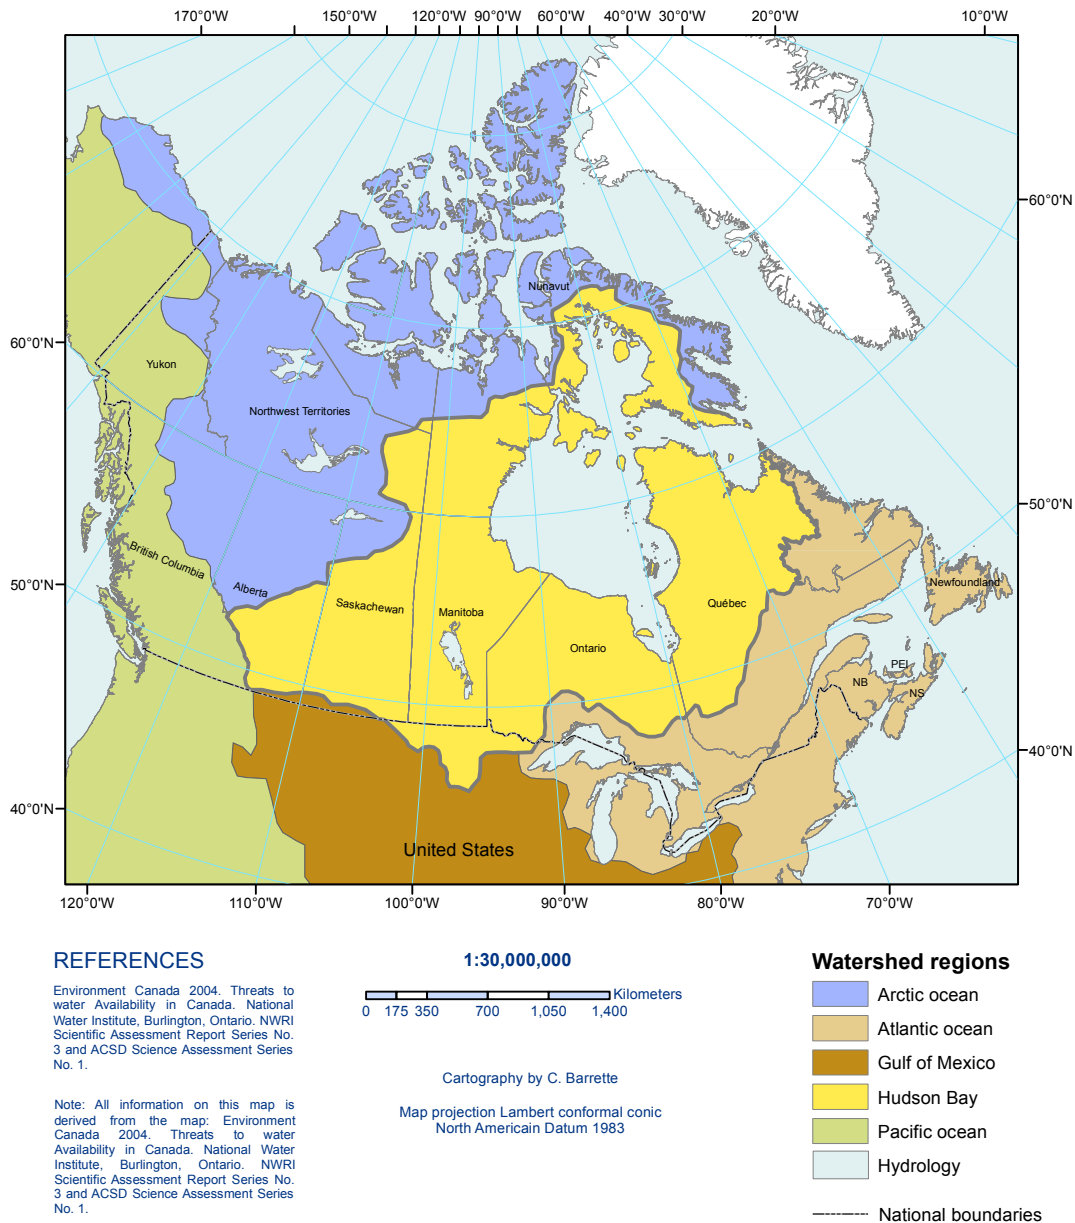 170°0'W
150°0'W
120°0'W
90°0'W
60°0'W
40°0'W
30°0'W
20°0'W
10°0'W
60°0'N
Nunavut
60°0'N
Yukon
Northwest Territories
50°0'N
British Columbia
50°0'N
Alberta
Newfoundland
Saskachewan
Manitoba
Québec
Ontario
PEI
NB
NS
40°0'N
40°0'N
United States
120°0'W
110°0'W
100°0'W
90°0'W
80°0'W
70°0'W
REFERENCES
Environment Canada 2004. Threats to
water Availability in Canada. National
Water Institute, Burlington, Ontario. NWRI
Scientific Assessment Report Series No.
3 and ACSD Science Assessment Series
No. 1.
Note: All information on this map is
derived from the map: Environment
Canada 2004. Threats to water
Availability in Canada. National Water
Institute, Burlington, Ontario. NWRI
Scientific Assessment Report Series No.
3 and ACSD Science Assessment Series
No. 1.
1:30,000,000
Kilometers
0 175 350 700 1,050 1,400
Cartography by C. Barrette
Map projection Lambert conformal conic
North Americain Datum 1983
Watershed regions
Arctic ocean
Atlantic ocean
Gulf of Mexico
Hudson Bay
Pacific ocean
Hydrology
National boundaries